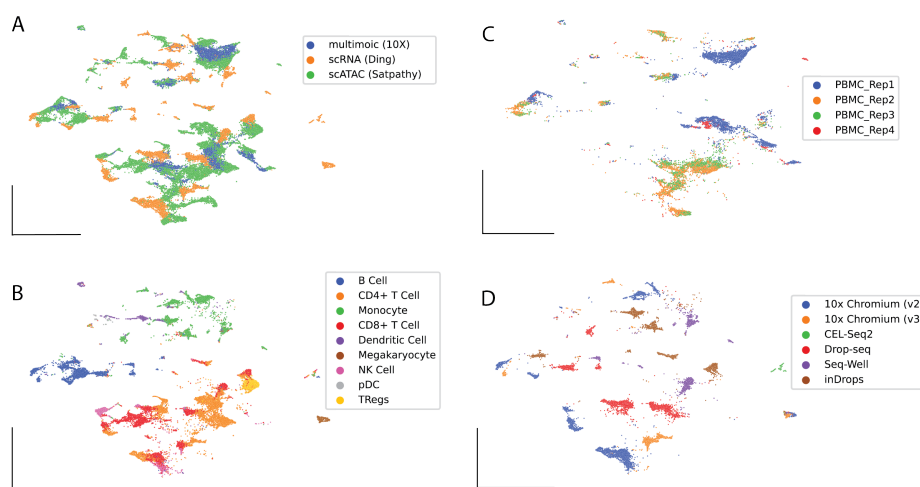 A
multimoic (10X)
scRNA (Ding)
scATAC (Satpathy)
C
PBMC_Rep1
PBMC_Rep2
PBMC_Rep3
PBMC_Rep4
B
B Cell
CD4+ T Cell
Monocyte
CD8+ T Cell
Dendritic Cell
Megakaryocyte
NK Cell
pDC
TRegs
D
10x Chromium (v2
10x Chromium (v3
CEL-Seq2
Drop-seq
Seq-Well
inDrops